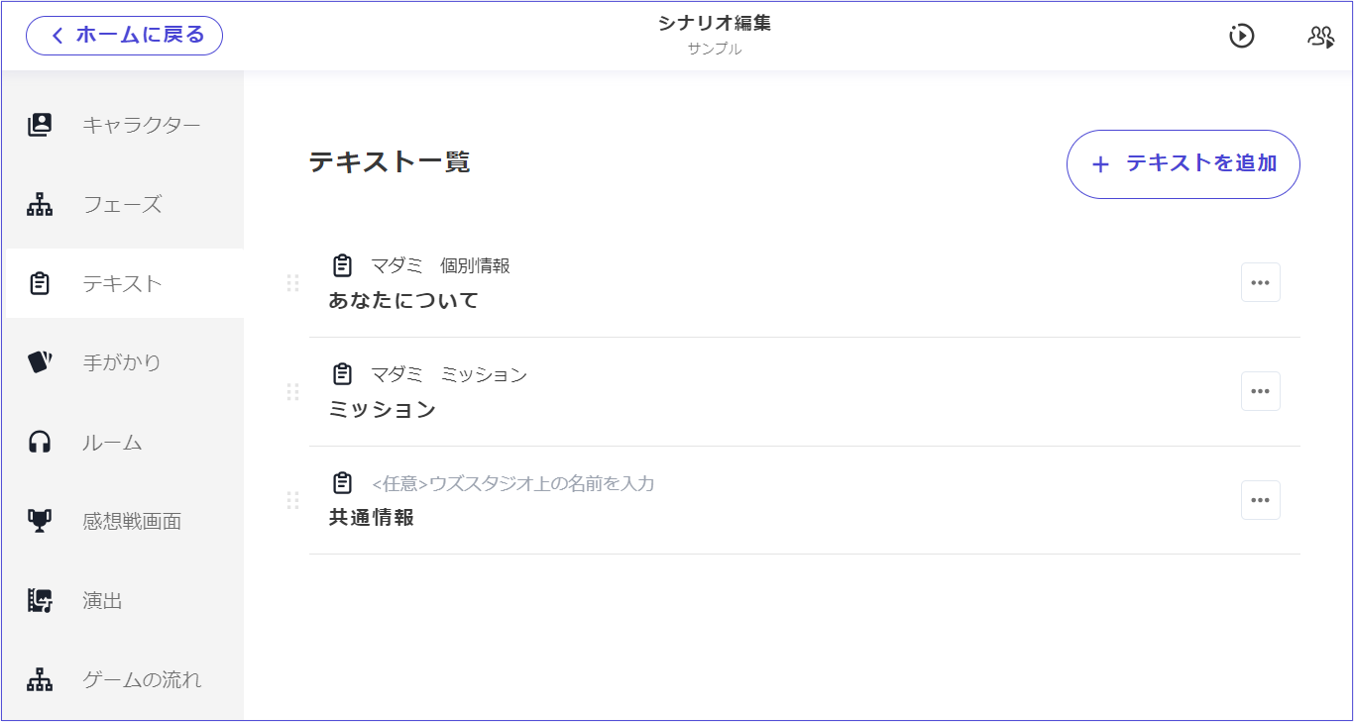 ホームに戻る
シナリオ編集
サンプル
キャラクター
フェーズ
テキスト
手がかり
ルーム
感想戦画面
演出
ゲームの流れ
テキスト一覧
＋ テキストを追加
マダミ　個別情報
あなたについて
マダミ　ミッション
ミッション
<任意>ウズスタジオ上の名前を入力
共通情報